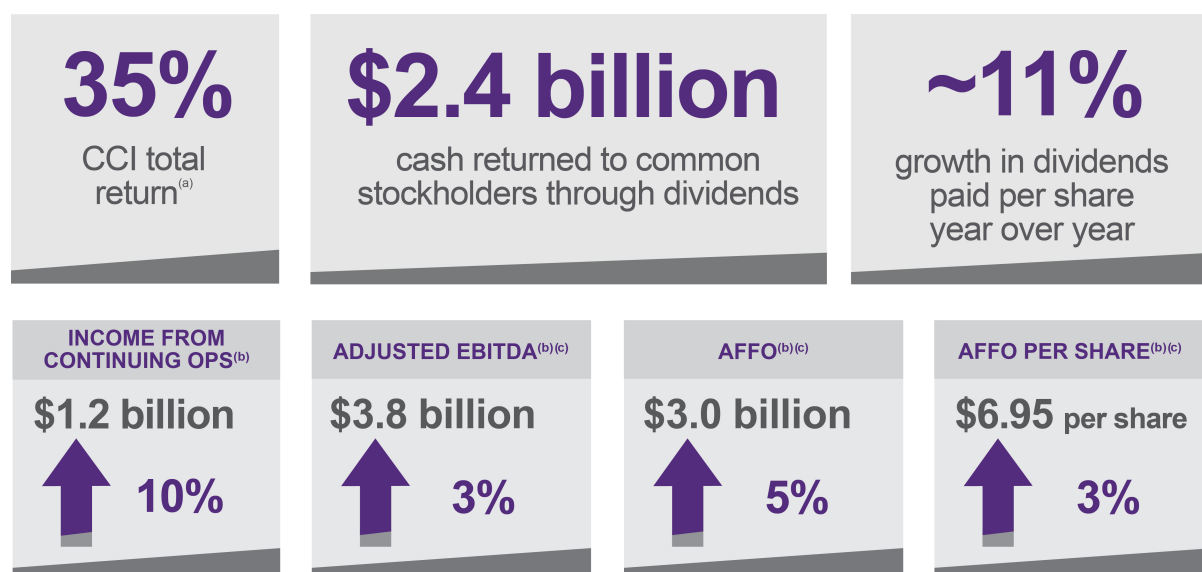 35%
CCI total
return(a)
$2.4 billion
cash returned to common
stockholders through dividends
~11%
growth in dividends
paid per share
year over year
INCOME FROM
CONTINUING OPS(b)
$1.2 billion
10%
ADJUSTED EBITDA(b)(c)
$3.8 billion
3%
AFFO(b)(c)
$3.0 billion
5%
AFFO PER SHARE(b)(c)
$6.95 per share
3%